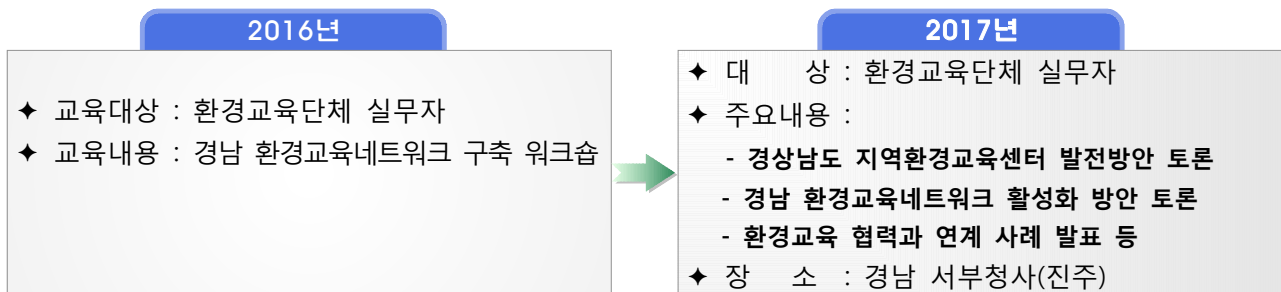 2016년
✦ 교육대상 : 환경교육단체 실무자
✦ 교육내용 : 경남 환경교육네트워크 구축 워크숍
2017년
✦ 대 상 : 환경교육단체 실무자
✦ 주요내용 :
- 경상남도 지역환경교육센터 발전방안 토론
- 경남 환경교육네트워크 활성화 방안 토론
- 환경교육 협력과 연계 사례 발표 등
✦ 장 소 : 경남 서부청사(진주)